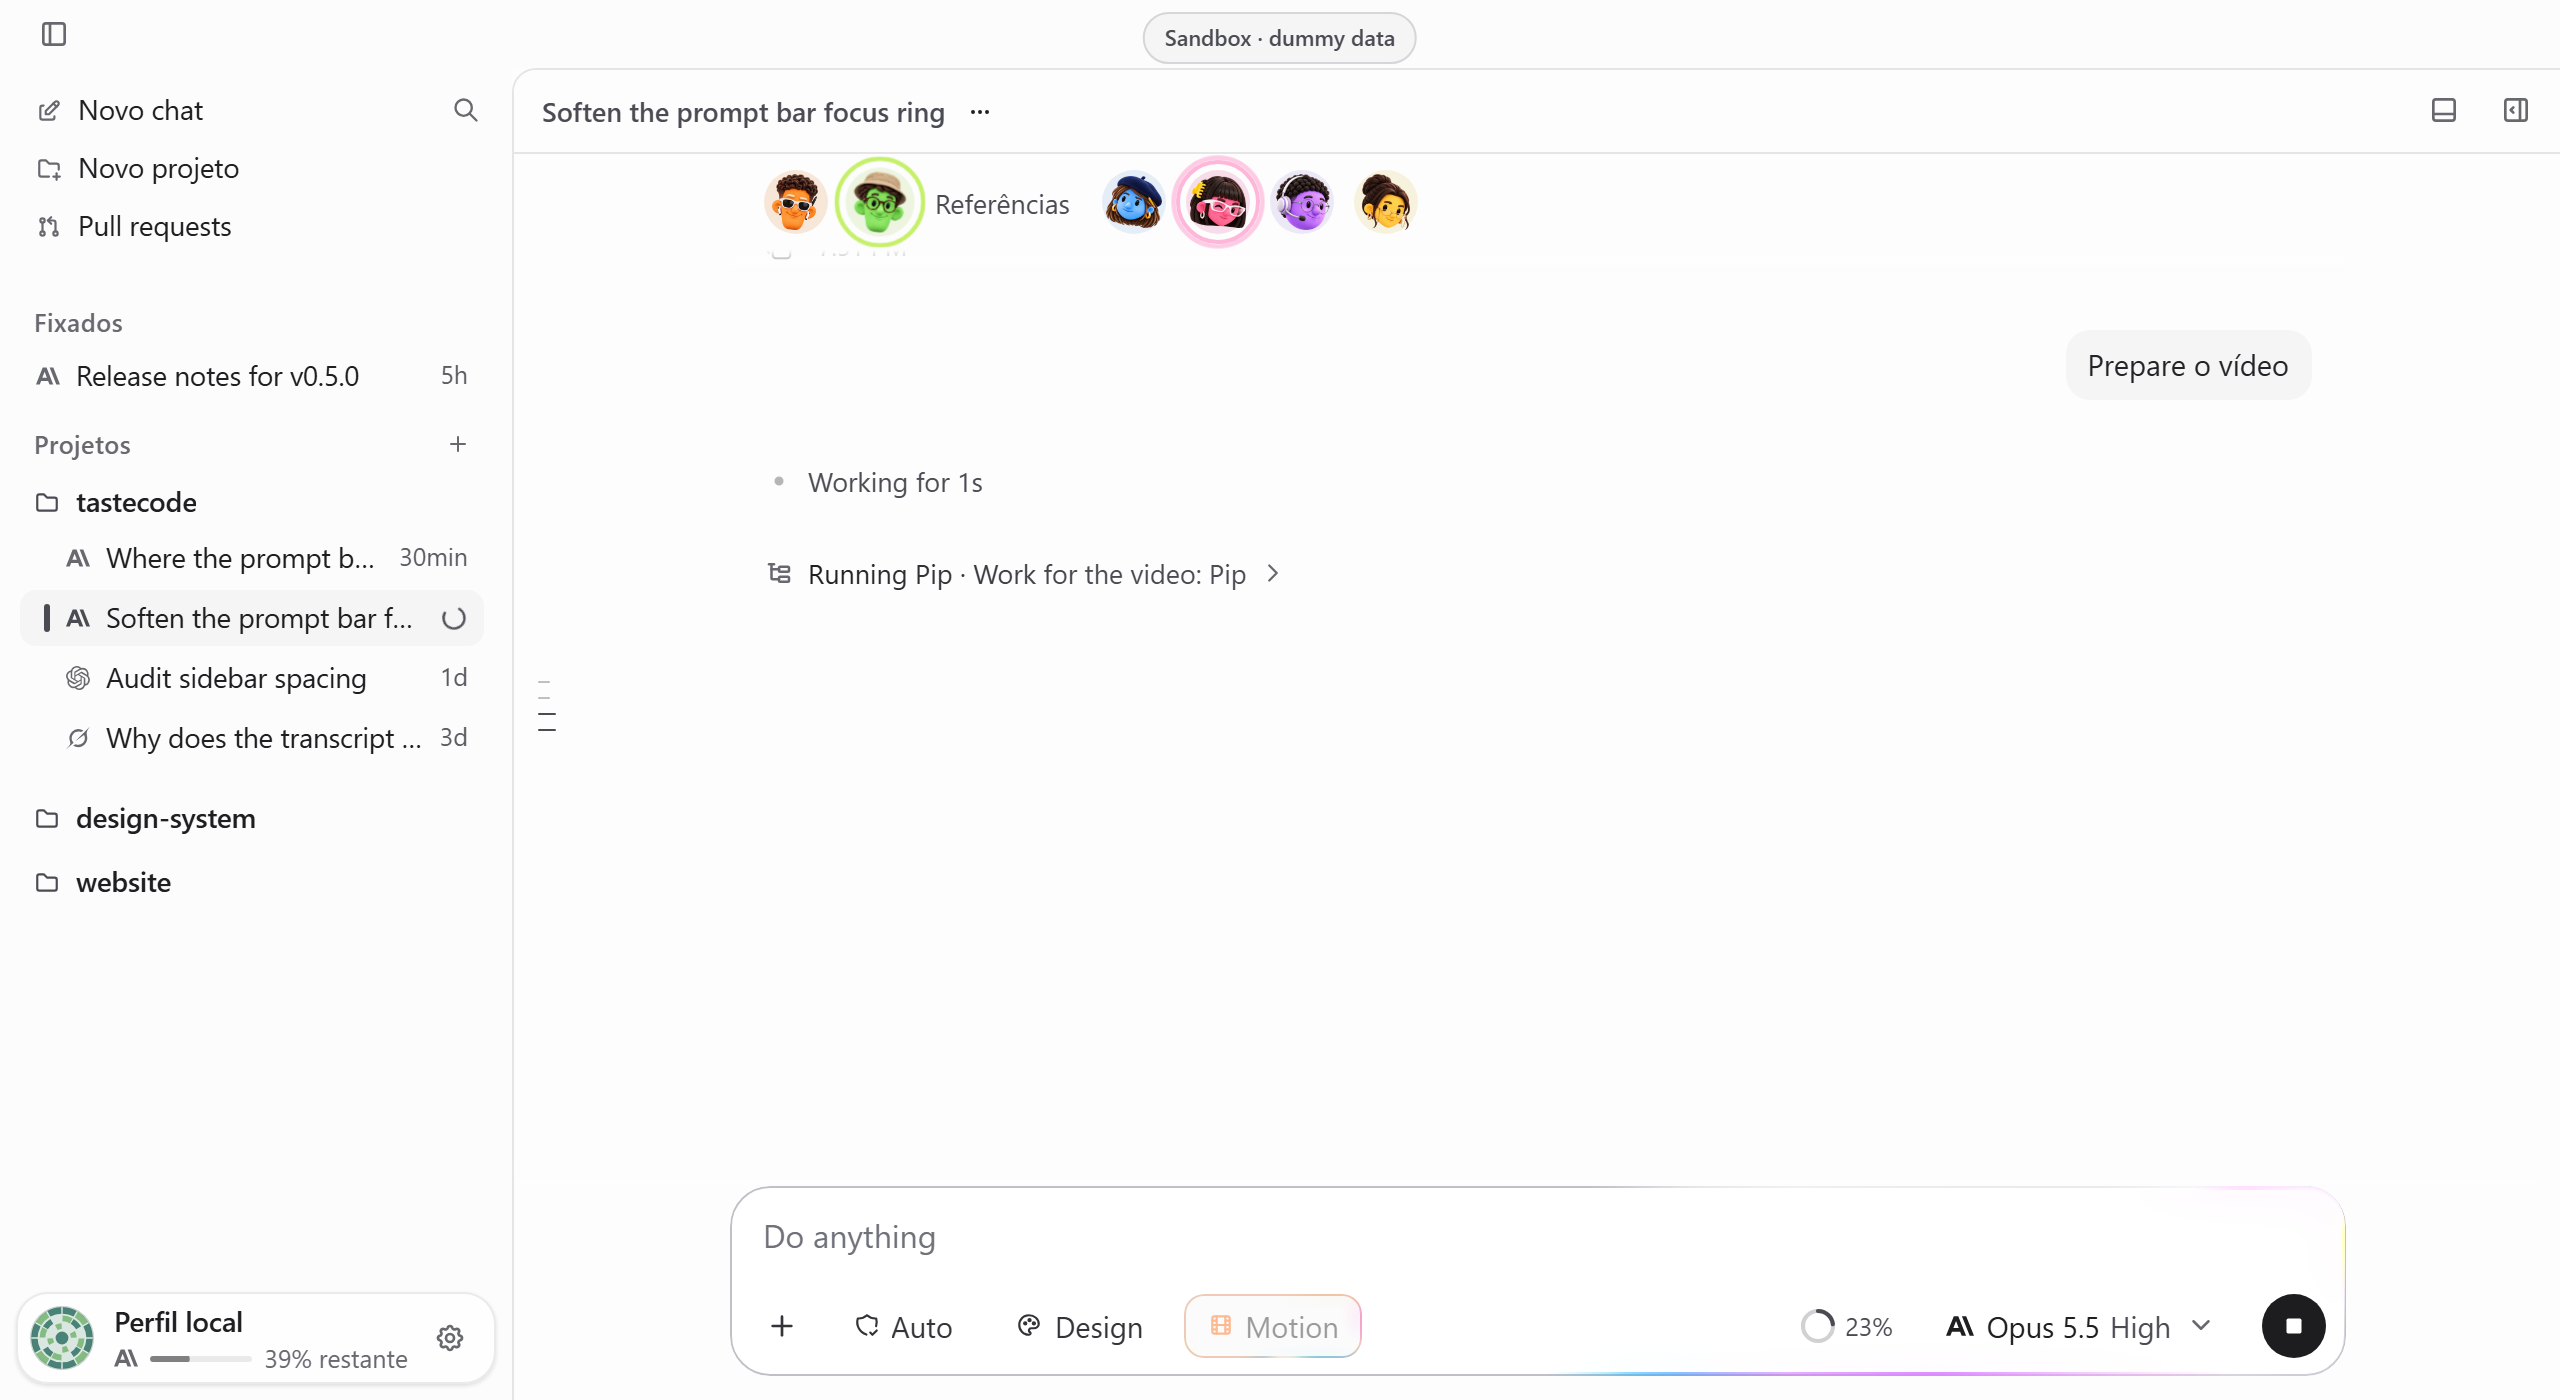 Sandbox · dummy data
Novo chat
Novo projeto
Pull requests
Fixados
Release notes for v0.5.0 5h
Projetos
tastecode
Where the prompt b... 30min
Soften the prompt bar f...
Audit sidebar spacing 1d
Why does the transcript ... 3d
design-system
website
Perfil local
39% restante
Soften the prompt bar focus ring
Referências
Prepare o vídeo
Working for 1s
Running Pip · Work for the video: Pip
Do anything
Auto Design Motion 23% Opus 5.5 High